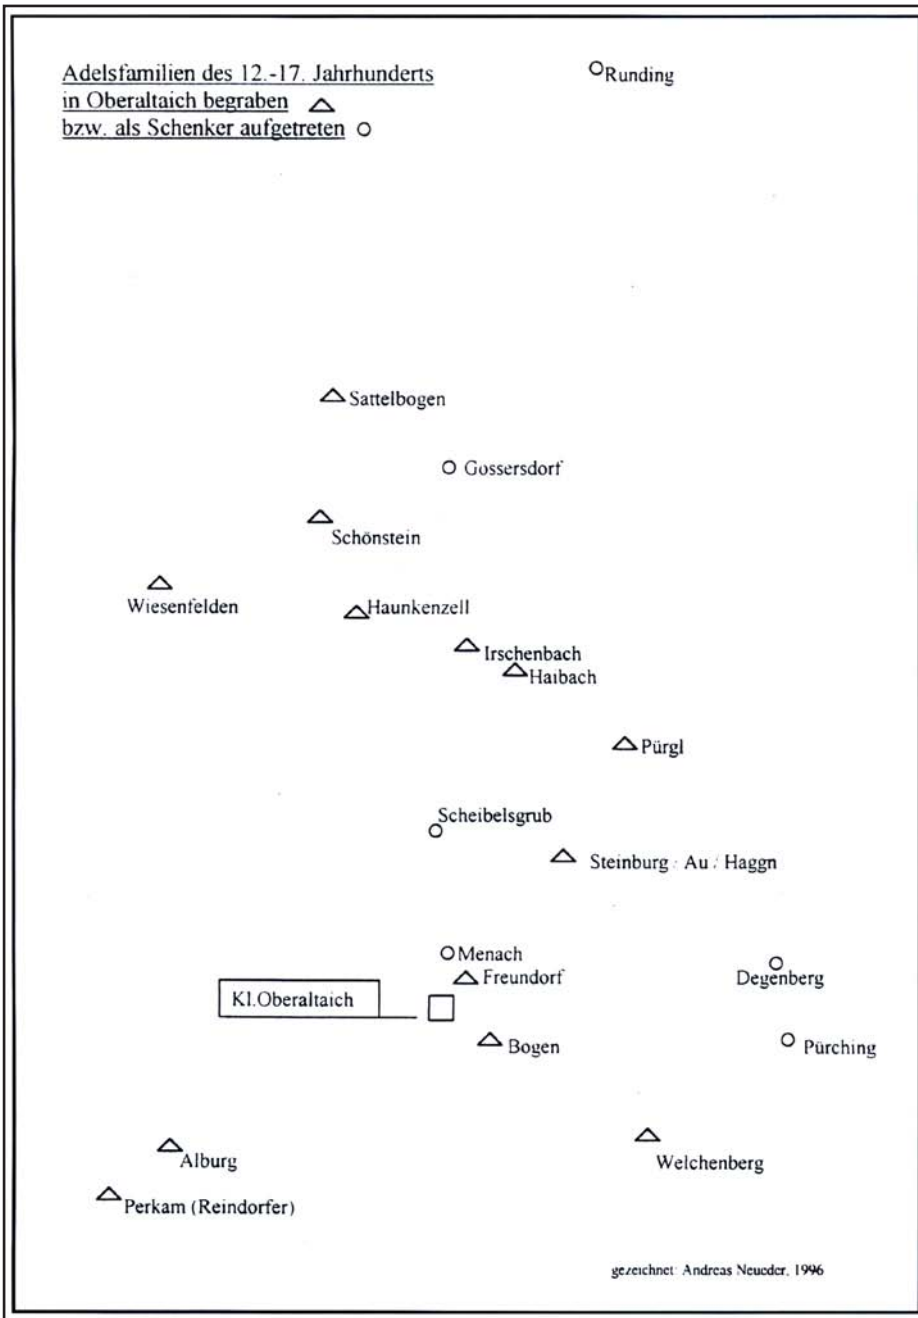 Adelsfamilien des 12.-17. Jahrhunderts
in Oberaltaich begraben
bzw. als Schenker aufgetreten
Runding
Sattelbogen
Gossersdorf
Schönstein
Wiesenfelden
Haunkenzell
Irschenbach
Haibach
Pürgl
Scheibelsgrub
Steinburg / Au / Haggn
Menach
Freundorf
Degenberg
Kl.Oberaltaich
Bogen
Pürching
Alburg
Welchenberg
Perkam (Reindorfer)
gezeichnet: Andreas Neueder, 1996